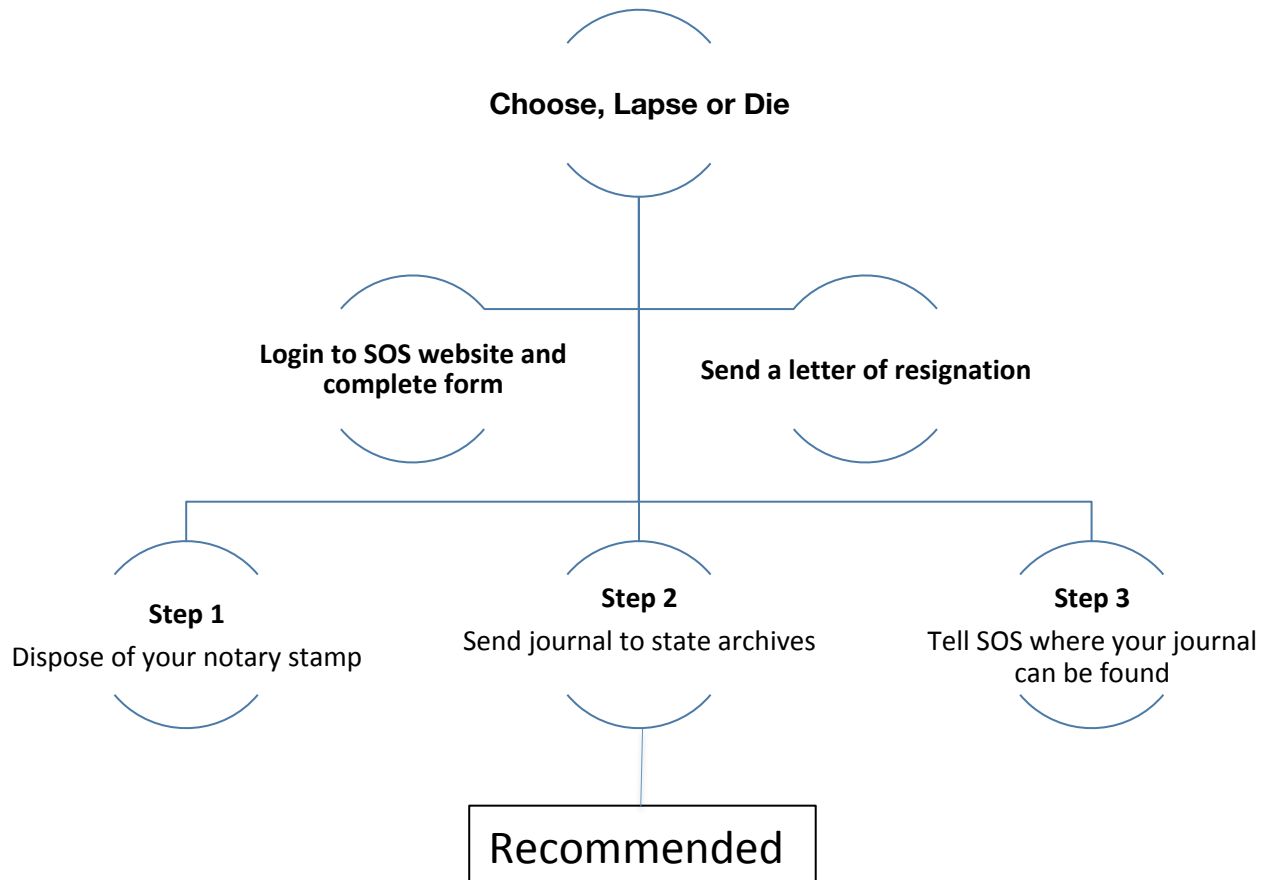 Choose, Lapse or Die
Login to SOS website and
complete form
Send a letter of resignation
Step 1
Dispose of your notary stamp
Step 2
Send journal to state archives
Step 3
Tell SOS where your journal
can be found
Recommended